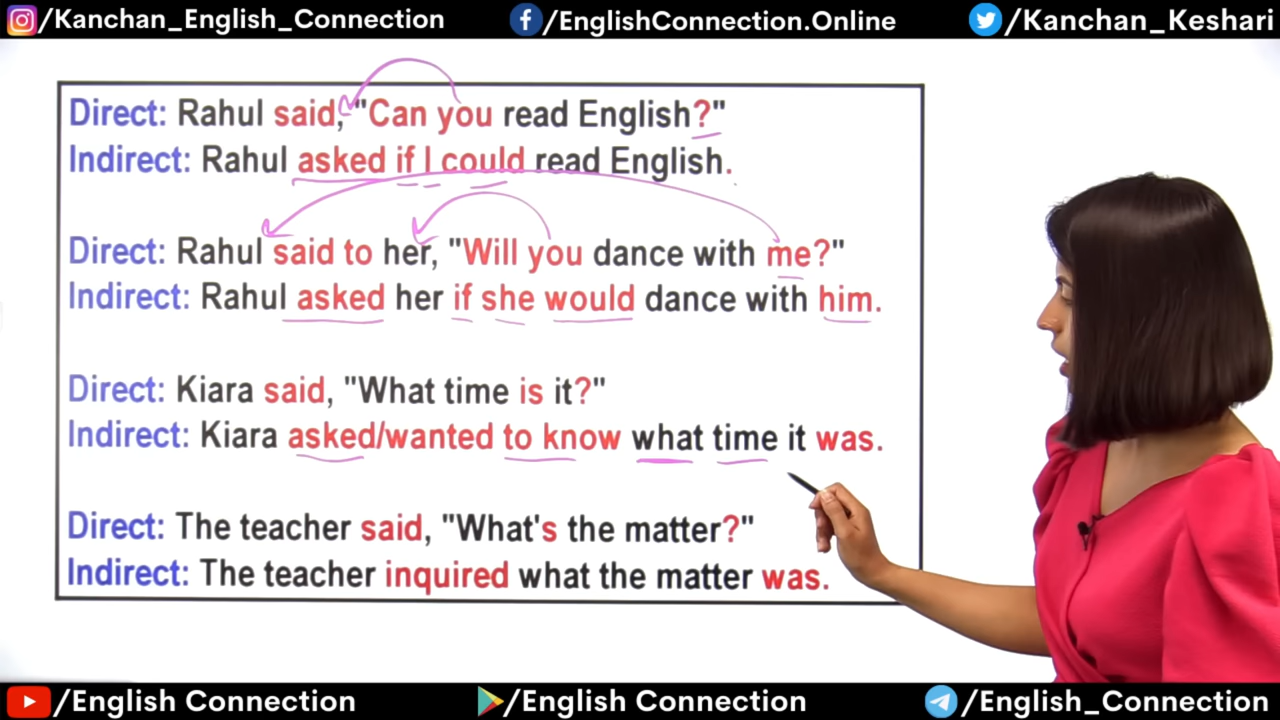 /Kanchan_English_Connection /EnglishConnection.Online /Kanchan_Keshari
Direct: Rahul said, "Can you read English?"
Indirect: Rahul asked if I could read English.
Direct: Rahul said to her, "Will you dance with me?"
Indirect: Rahul asked her if she would dance with him.
Direct: Kiara said, "What time is it?"
Indirect: Kiara asked/wanted to know what time it was.
Direct: The teacher said, "What's the matter?"
Indirect: The teacher inquired what the matter was.
/English Connection /English Connection /English_Connection